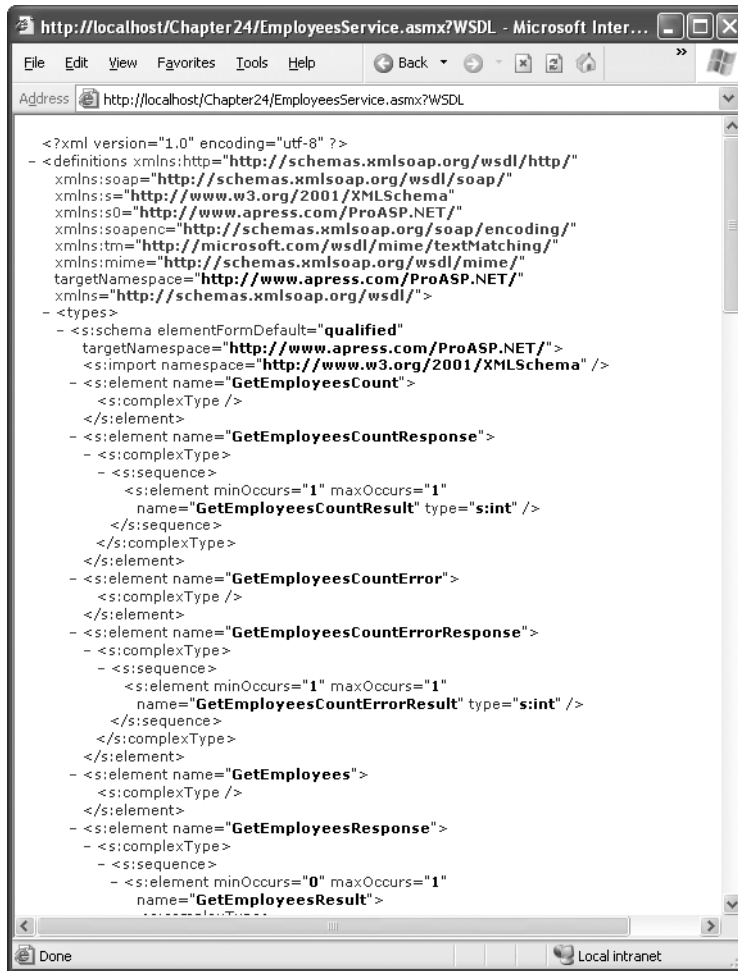 http://localhost/Chapter24/EmployeesService.asmx?WSDL - Microsoft Inter...
File Edit View Favorites Tools Help Back »
Address http://localhost/Chapter24/EmployeesService.asmx?WSDL
<?xml version="1.0" encoding="utf-8" ?>
- <definitions xmlns:http="http://schemas.xmlsoap.org/wsdl/http/"
xmlns:soap="http://schemas.xmlsoap.org/wsdl/soap/"
xmlns:s="http://www.w3.org/2001/XMLSchema"
xmlns:s0="http://www.apress.com/ProASP.NET/"
xmlns:soapenc="http://schemas.xmlsoap.org/soap/encoding/"
xmlns:tm="http://microsoft.com/wsdl/mime/textMatching/"
xmlns:mime="http://schemas.xmlsoap.org/wsdl/mime/"
targetNamespace="http://www.apress.com/ProASP.NET/"
xmlns="http://schemas.xmlsoap.org/wsdl/">
- <types>
- <s:schema elementFormDefault="qualified"
targetNamespace="http://www.apress.com/ProASP.NET/">
<s:import namespace="http://www.w3.org/2001/XMLSchema" />
- <s:element name="GetEmployeesCount">
<s:complexType />
</s:element>
- <s:element name="GetEmployeesCountResponse">
- <s:complexType>
- <s:sequence>
<s:element minOccurs="1" maxOccurs="1"
name="GetEmployeesCountResult" type="s:int" />
</s:sequence>
</s:complexType>
</s:element>
- <s:element name="GetEmployeesCountError">
<s:complexType />
</s:element>
- <s:element name="GetEmployeesCountErrorResponse">
- <s:complexType>
- <s:sequence>
<s:element minOccurs="1" maxOccurs="1"
name="GetEmployeesCountErrorResult" type="s:int" />
</s:sequence>
</s:complexType>
</s:element>
- <s:element name="GetEmployees">
<s:complexType />
</s:element>
- <s:element name="GetEmployeesResponse">
- <s:complexType>
- <s:sequence>
- <s:element minOccurs="0" maxOccurs="1"
name="GetEmployeesResult">
Done Local intranet